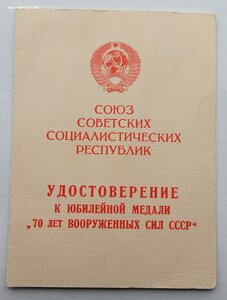 СОЮЗ
СОВЕТСКИХ
СОЦИАЛИСТИЧЕСКИХ
РЕСПУБЛИК
УДОСТОВЕРЕНИЕ
К ЮБИЛЕЙНОЙ МЕДАЛИ
„70 ЛЕТ ВООРУЖЕННЫХ СИЛ СССР“